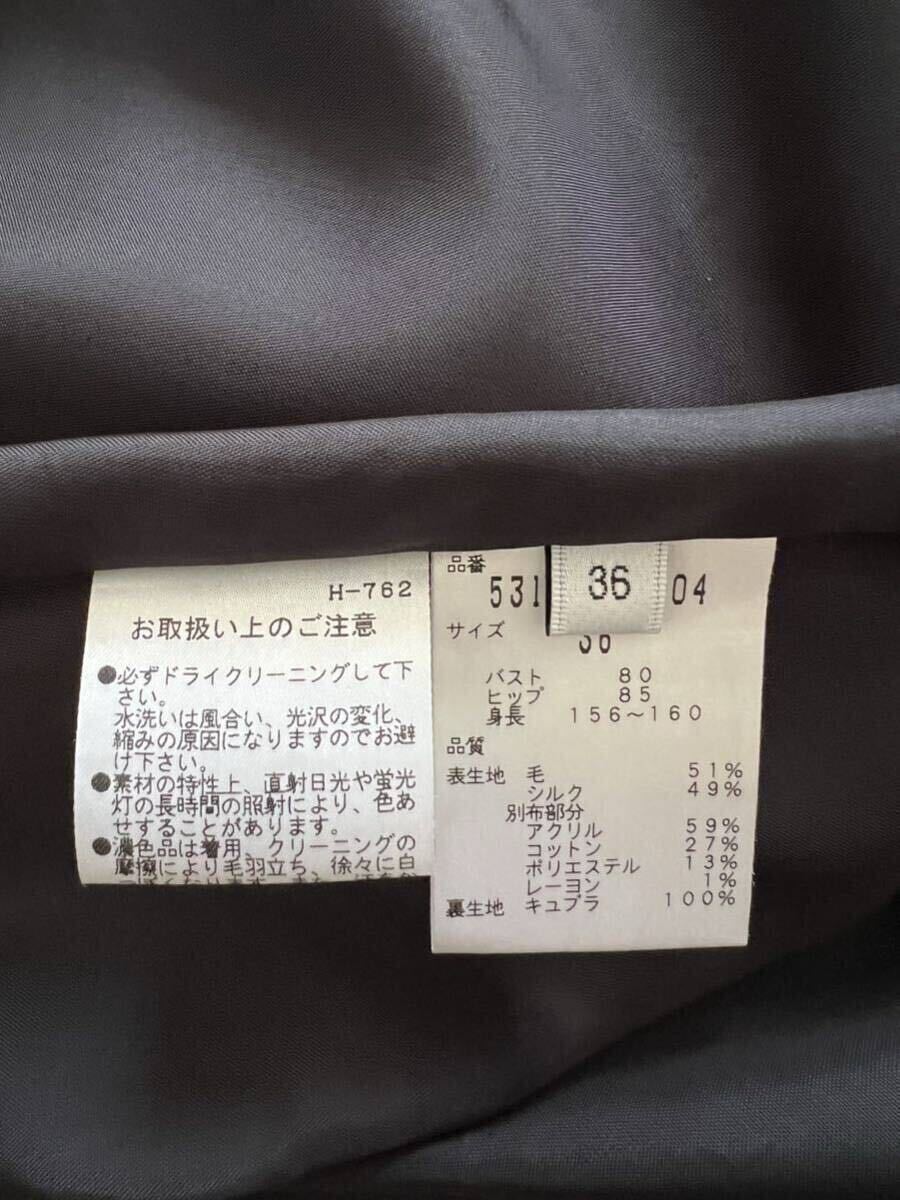 H-762
お取扱い上のご注意
●必ずドライクリーニングして下
さい。
水洗いは風合い、光沢の変化、
縮みの原因になりますのでお避
け下さい。
●素材の特性上、直射日光や蛍光
灯の長時間の照射により、色あ
せすることがあります。
●濃色品は着用、クリーニングの
摩擦により毛羽立ち、徐々に白
品番
531
04
36
サイズ
36
バスト 80
ヒップ 85
身長 156～160
品質
表生地 毛 51%
シルク 49%
別布部分
アクリル 59%
コットン 27%
ポリエステル 13%
レーヨン 1%
裏生地 キュプラ 100%